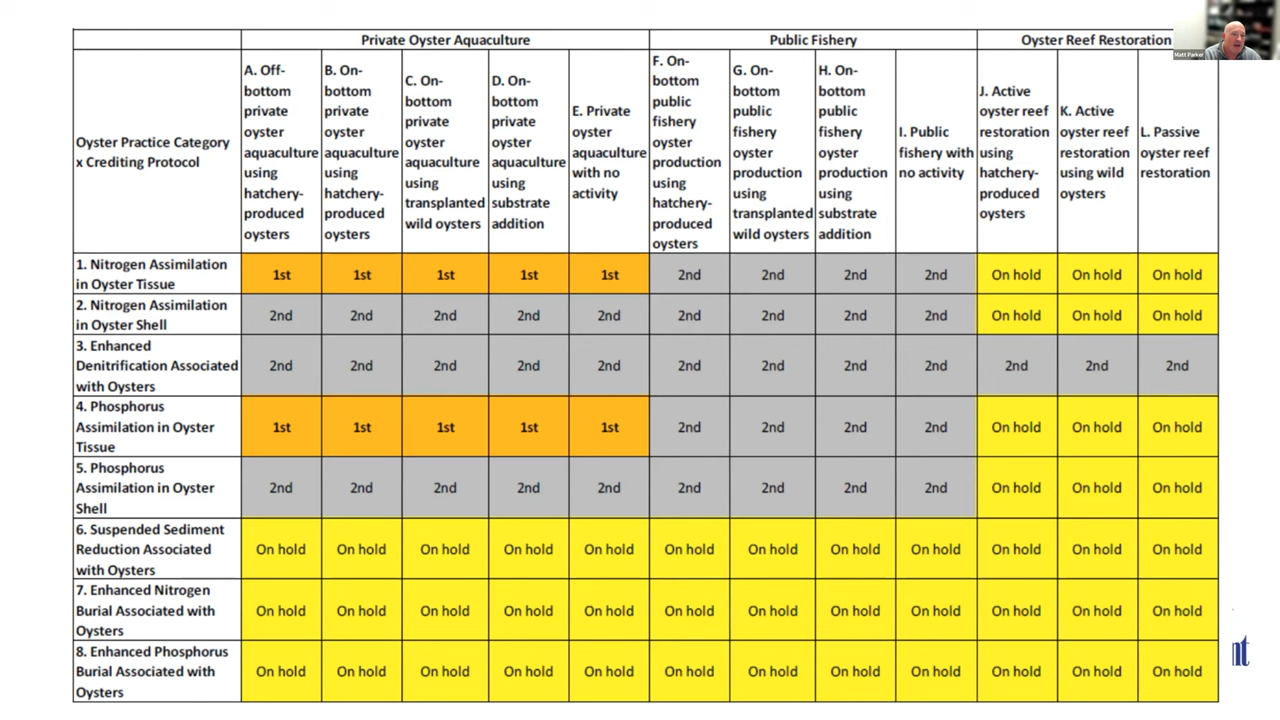 Private Oyster Aquaculture
Public Fishery
Oyster Reef Restoration
Matt Parker
Oyster Practice Category
x Crediting Protocol
A. Off-
bottom
private
oyster
aquaculture
using
hatchery-
produced
oysters
B. On-
bottom
private
oyster
aquaculture
using
hatchery-
produced
oysters
C. On-
bottom
private
oyster
aquaculture
using
transplanted
wild oysters
D. On-
bottom
private
oyster
aquaculture
using
substrate
addition
E. Private
oyster
aquaculture
with no
activity
F. On-
bottom
public
fishery
oyster
production
using
hatchery-
produced
oysters
G. On-
bottom
public
fishery
oyster
production
using
transplanted
wild oysters
H. On-
bottom
public
fishery oyster
production
using
substrate
addition
I. Public
fishery with
no activity
J. Active
oyster reef
restoration
using
hatchery-
produced
oysters
K. Active
oyster reef
restoration
using wild
oysters
L. Passive
oyster reef
restoration
1. Nitrogen Assimilation
in Oyster Tissue
1st 1st 1st 1st 1st 2nd 2nd 2nd 2nd On hold On hold On hold
2. Nitrogen Assimilation
in Oyster Shell
2nd 2nd 2nd 2nd 2nd 2nd 2nd 2nd 2nd On hold On hold On hold
3. Enhanced
Denitrification Associated
with Oysters
2nd 2nd 2nd 2nd 2nd 2nd 2nd 2nd 2nd 2nd 2nd 2nd
4. Phosphorus
Assimilation in Oyster
Tissue
1st 1st 1st 1st 1st 2nd 2nd 2nd 2nd On hold On hold On hold
5. Phosphorus
Assimilation in Oyster
Shell
2nd 2nd 2nd 2nd 2nd 2nd 2nd 2nd 2nd On hold On hold On hold
6. Suspended Sediment
Reduction Associated
with Oysters
On hold On hold On hold On hold On hold On hold On hold On hold On hold On hold On hold On hold
7. Enhanced Nitrogen
Burial Associated with
Oysters
On hold On hold On hold On hold On hold On hold On hold On hold On hold On hold On hold On hold
8. Enhanced Phosphorus
Burial Associated with
Oysters
On hold On hold On hold On hold On hold On hold On hold On hold On hold On hold On hold On hold
nt